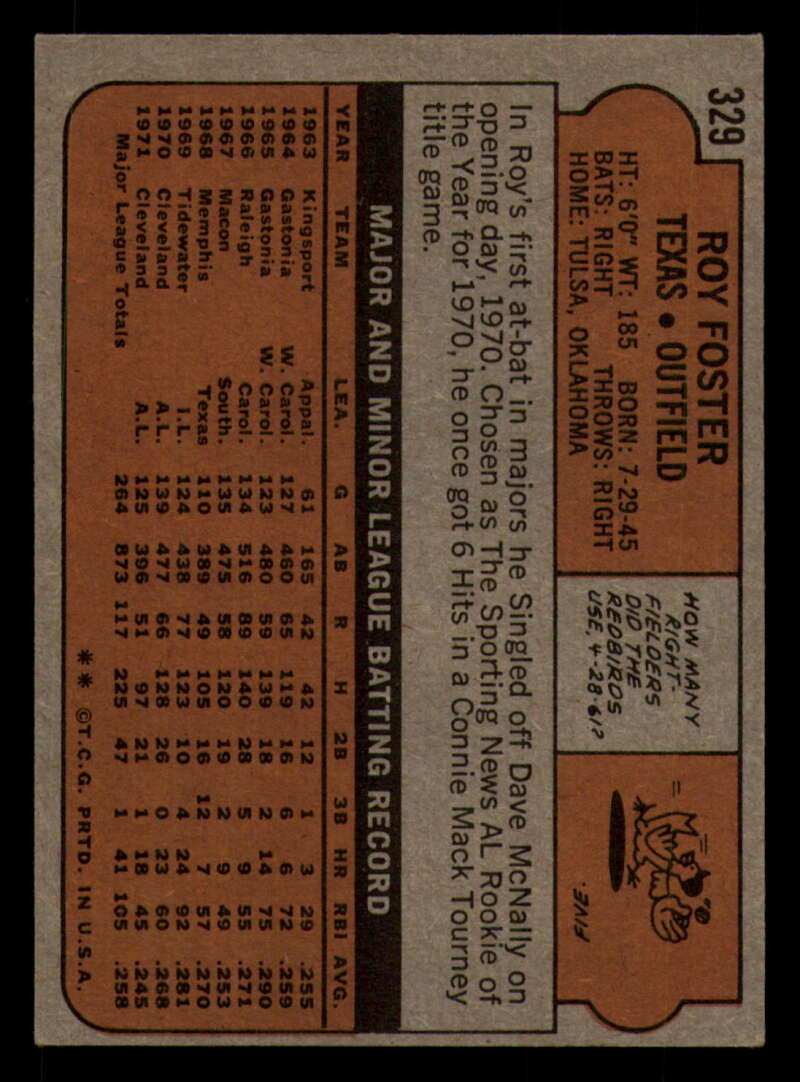 329
ROY FOSTER
TEXAS • OUTFIELD
HT: 6'0" WT: 185 BORN: 7-29-45
BATS: RIGHT THROWS: RIGHT
HOME: TULSA, OKLAHOMA
HOW MANY
RIGHT-
FIELDERS
DID THE
REDBIRDS
USE, 4-28-61?
FIVE.
In Roy's first at-bat in majors he Singled off Dave McNally on
opening day, 1970. Chosen as The Sporting News AL Rookie of
the Year for 1970, he once got 6 Hits in a Connie Mack Tourney
title game.
MAJOR AND MINOR LEAGUE BATTING RECORD
YEAR TEAM LEA. G AB R H 2B 3B HR RBI AVG.
1963 Kingsport Appal. 61 165 42 42 12 1 3 29 .255
1964 Gastonia W. Carol. 127 460 65 119 16 6 6 72 .259
1965 Gastonia W. Carol. 123 480 59 139 18 2 14 75 .290
1966 Raleigh Carol. 134 516 89 140 28 5 9 55 .271
1967 Macon South. 135 475 58 120 19 2 9 49 .253
1968 Memphis Texas 110 389 49 105 16 12 7 57 .270
1969 Tidewater I.L. 124 438 77 123 10 4 24 92 .281
1970 Cleveland A.L. 139 477 66 128 26 0 23 60 .268
1971 Cleveland A.L. 125 396 51 97 21 1 18 45 .245
Major League Totals 264 873 117 225 47 1 41 105 .258
** ©T.C.G. PRTD. IN U.S.A.